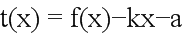 t(x) = f(x)−kx−a